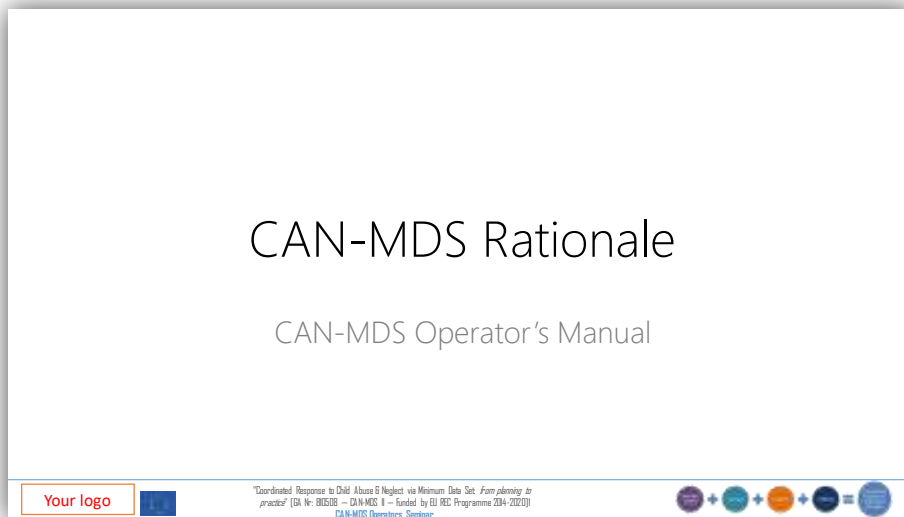 CAN-MDS Rationale
CAN-MDS Operator's Manual
Your logo
"Coordinated Response to Child Abuse & Neglect via Minimum Data Set: from planning to
practice" [GA Nr: 810508 — CAN-MDS II — Funded by EU REC Programme 2014-2020)]
CAN-MDS Operators Seminar